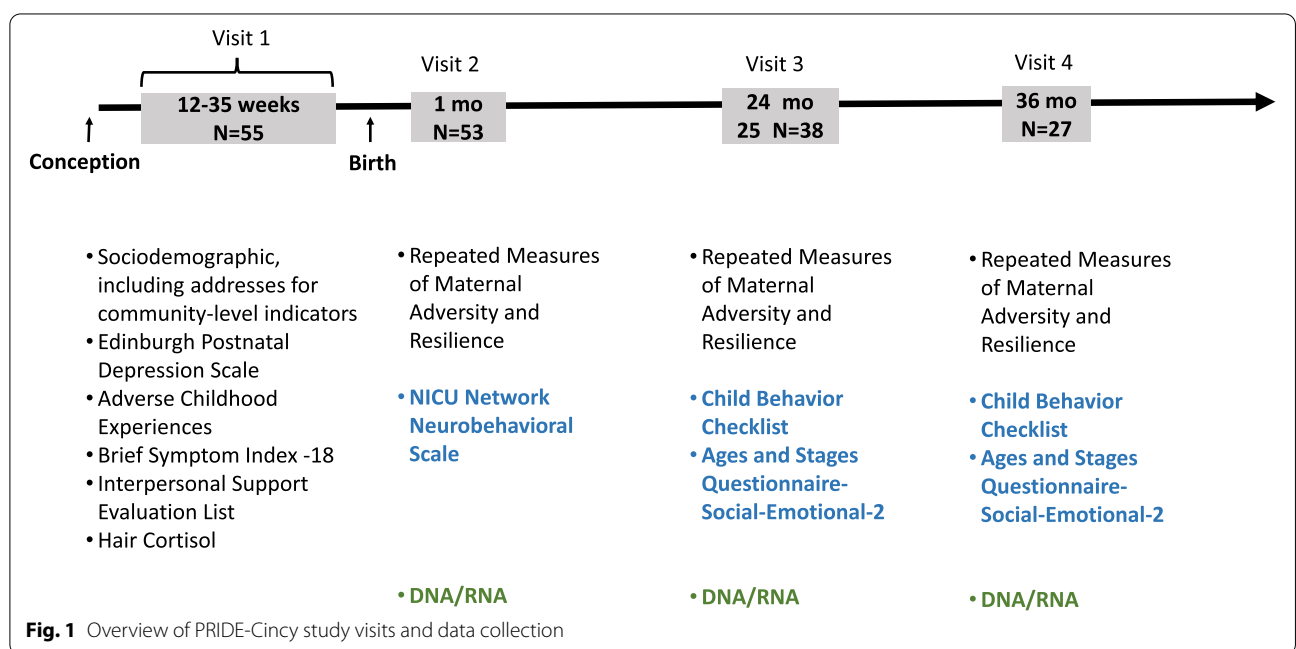 Visit 1
Visit 2
Visit 3
Visit 4
12-35 weeks
N=55
1 mo
N=53
24 mo
25 N=38
36 mo
N=27
Conception
Birth
• Sociodemographic,
including addresses for
community-level indicators
• Edinburgh Postnatal
Depression Scale
• Adverse Childhood
Experiences
• Brief Symptom Index -18
• Interpersonal Support
Evaluation List
• Hair Cortisol
• Repeated Measures
of Maternal
Adversity and
Resilience
• NICU Network
Neurobehavioral
Scale
• DNA/RNA
• Repeated Measures
of Maternal
Adversity and
Resilience
• Child Behavior
Checklist
• Ages and Stages
Questionnaire-
Social-Emotional-2
• DNA/RNA
• Repeated Measures
of Maternal
Adversity and
Resilience
• Child Behavior
Checklist
• Ages and Stages
Questionnaire-
Social-Emotional-2
• DNA/RNA
Fig. 1 Overview of PRIDE-Cincy study visits and data collection